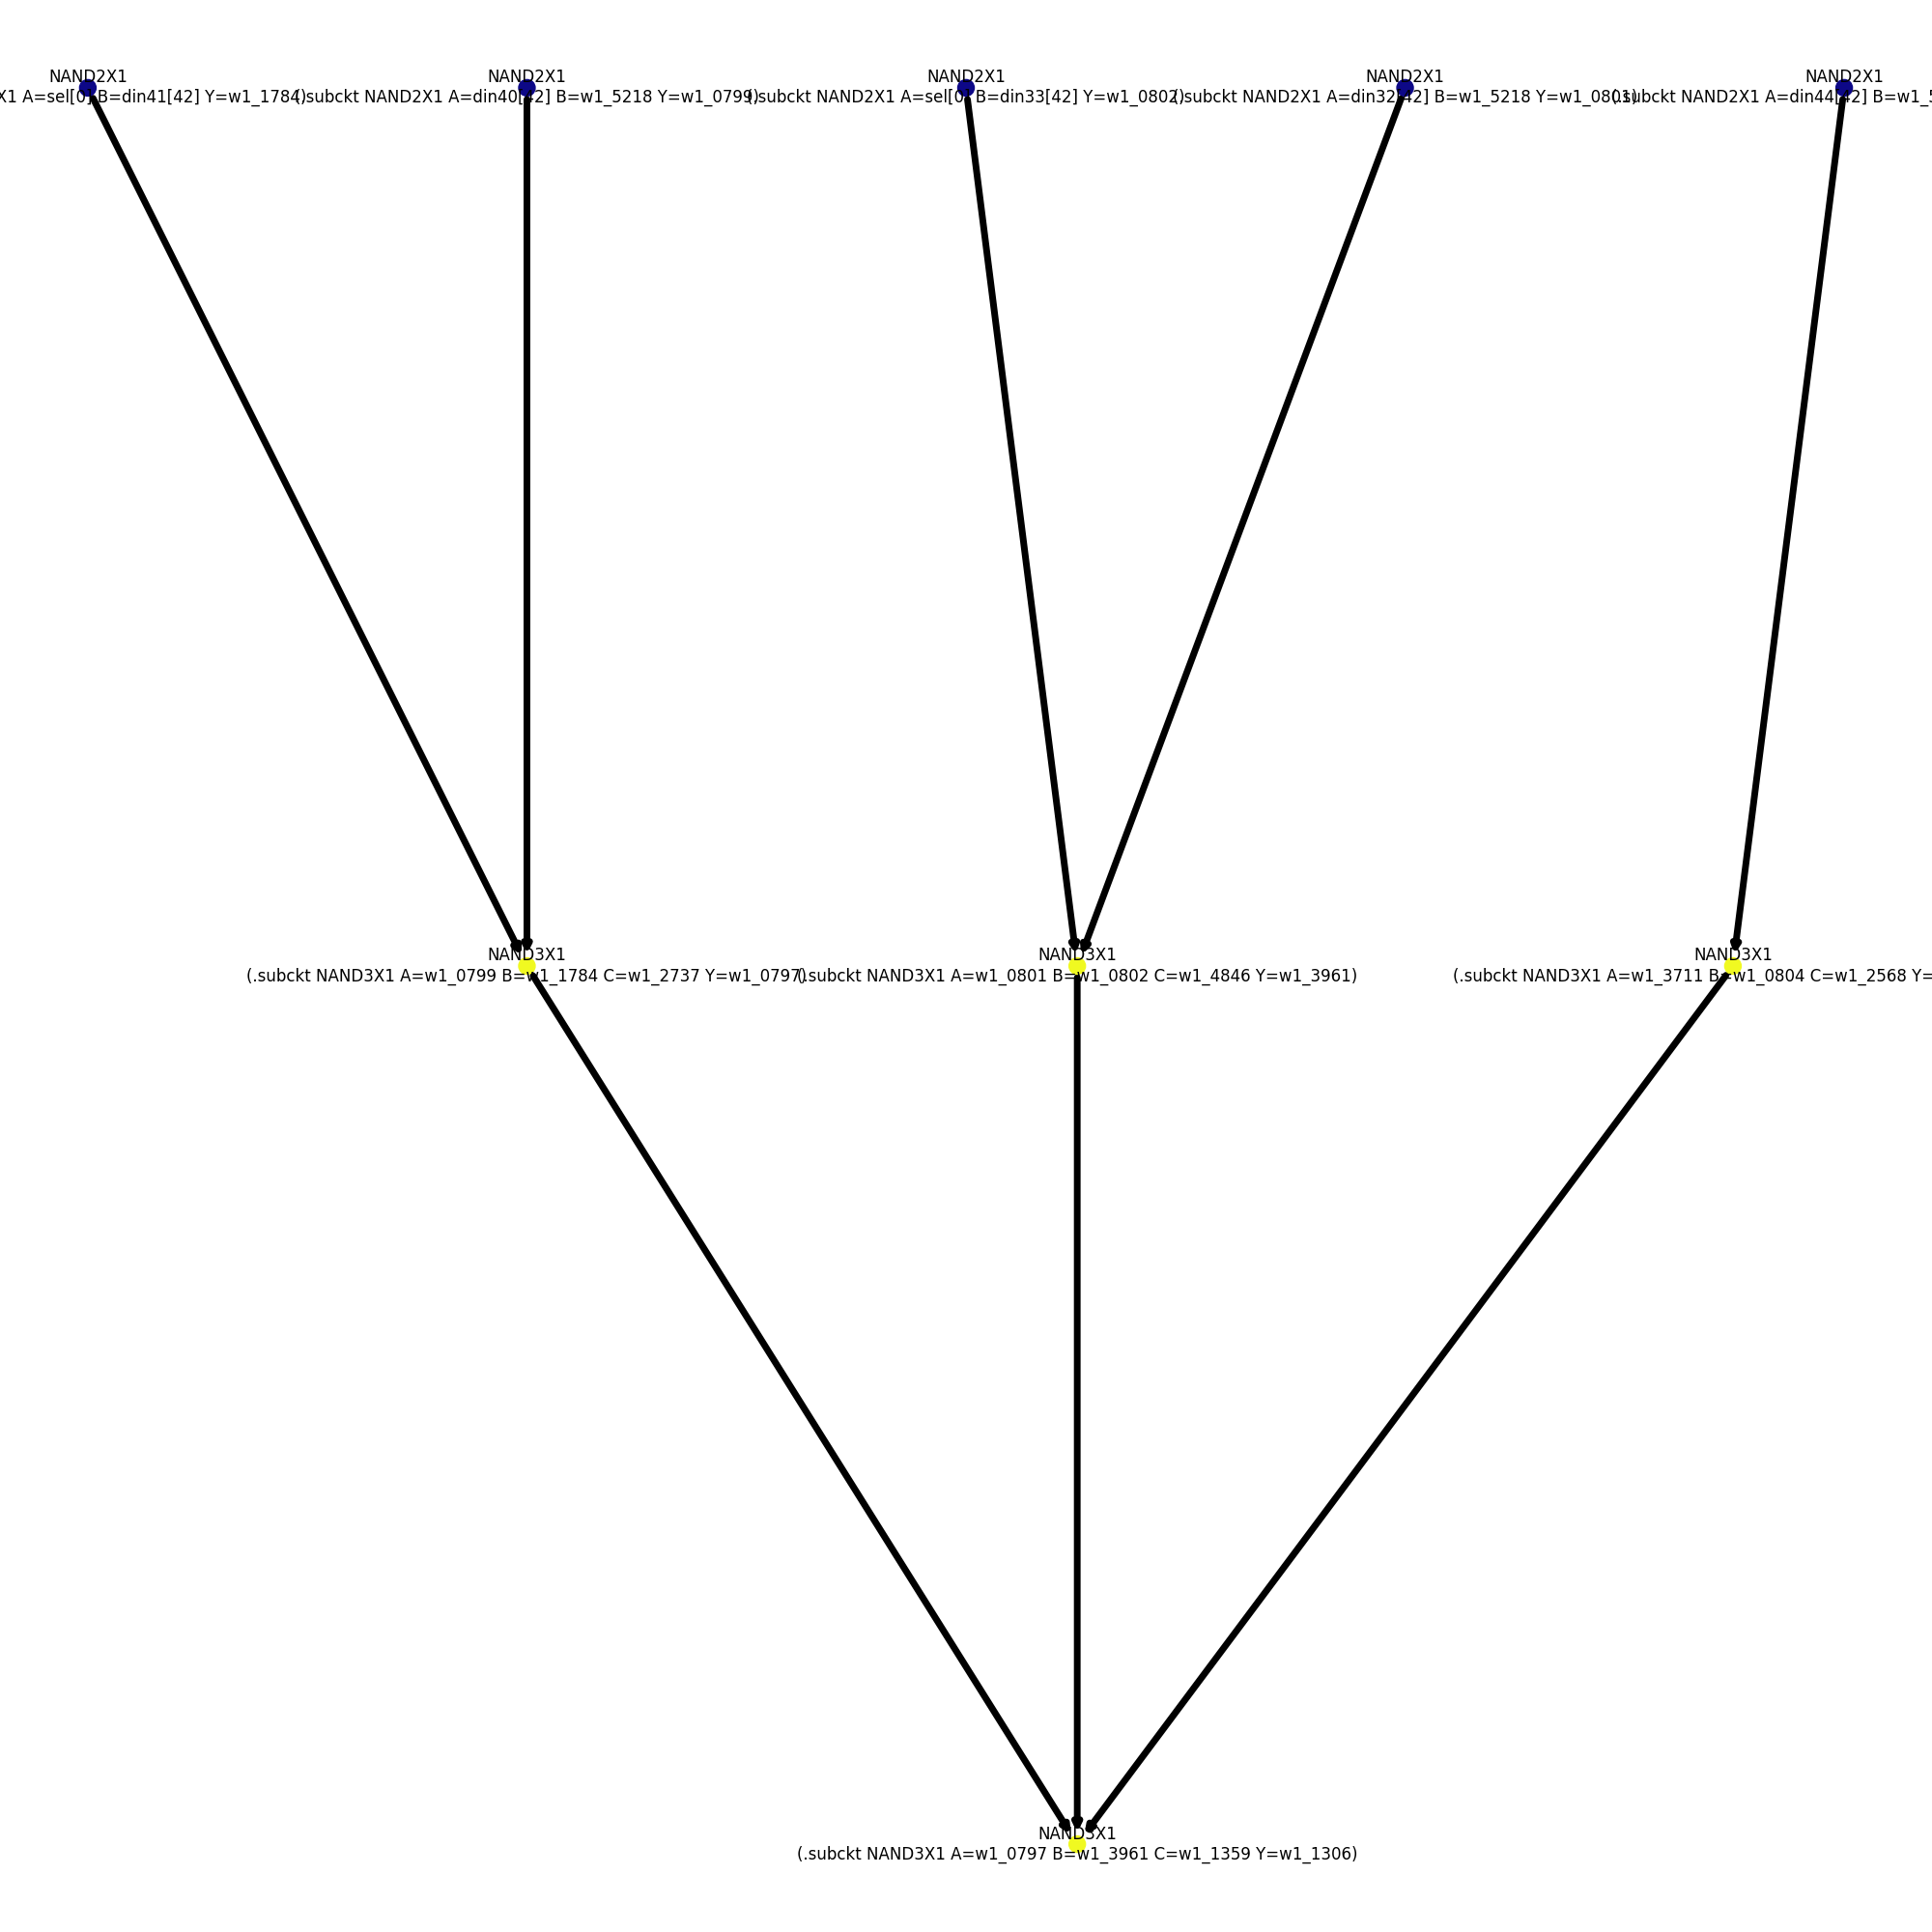 NAND2X1
X1 A=sel[0] B=din41[42] Y=w1_1784)
NAND2X1
(.subckt NAND2X1 A=din40[42] B=w1_5218 Y=w1_0799)
NAND2X1
(.subckt NAND2X1 A=sel[0] B=din33[42] Y=w1_0802)
NAND2X1
(.subckt NAND2X1 A=din32[42] B=w1_5218 Y=w1_0801)
NAND2X1
(.subckt NAND2X1 A=din44[42] B=w1_5
NAND3X1
(.subckt NAND3X1 A=w1_0799 B=w1_1784 C=w1_2737 Y=w1_0797)
NAND3X1
(.subckt NAND3X1 A=w1_0801 B=w1_0802 C=w1_4846 Y=w1_3961)
NAND3X1
(.subckt NAND3X1 A=w1_3711 B=w1_0804 C=w1_2568 Y=
NAND3X1
(.subckt NAND3X1 A=w1_0797 B=w1_3961 C=w1_1359 Y=w1_1306)